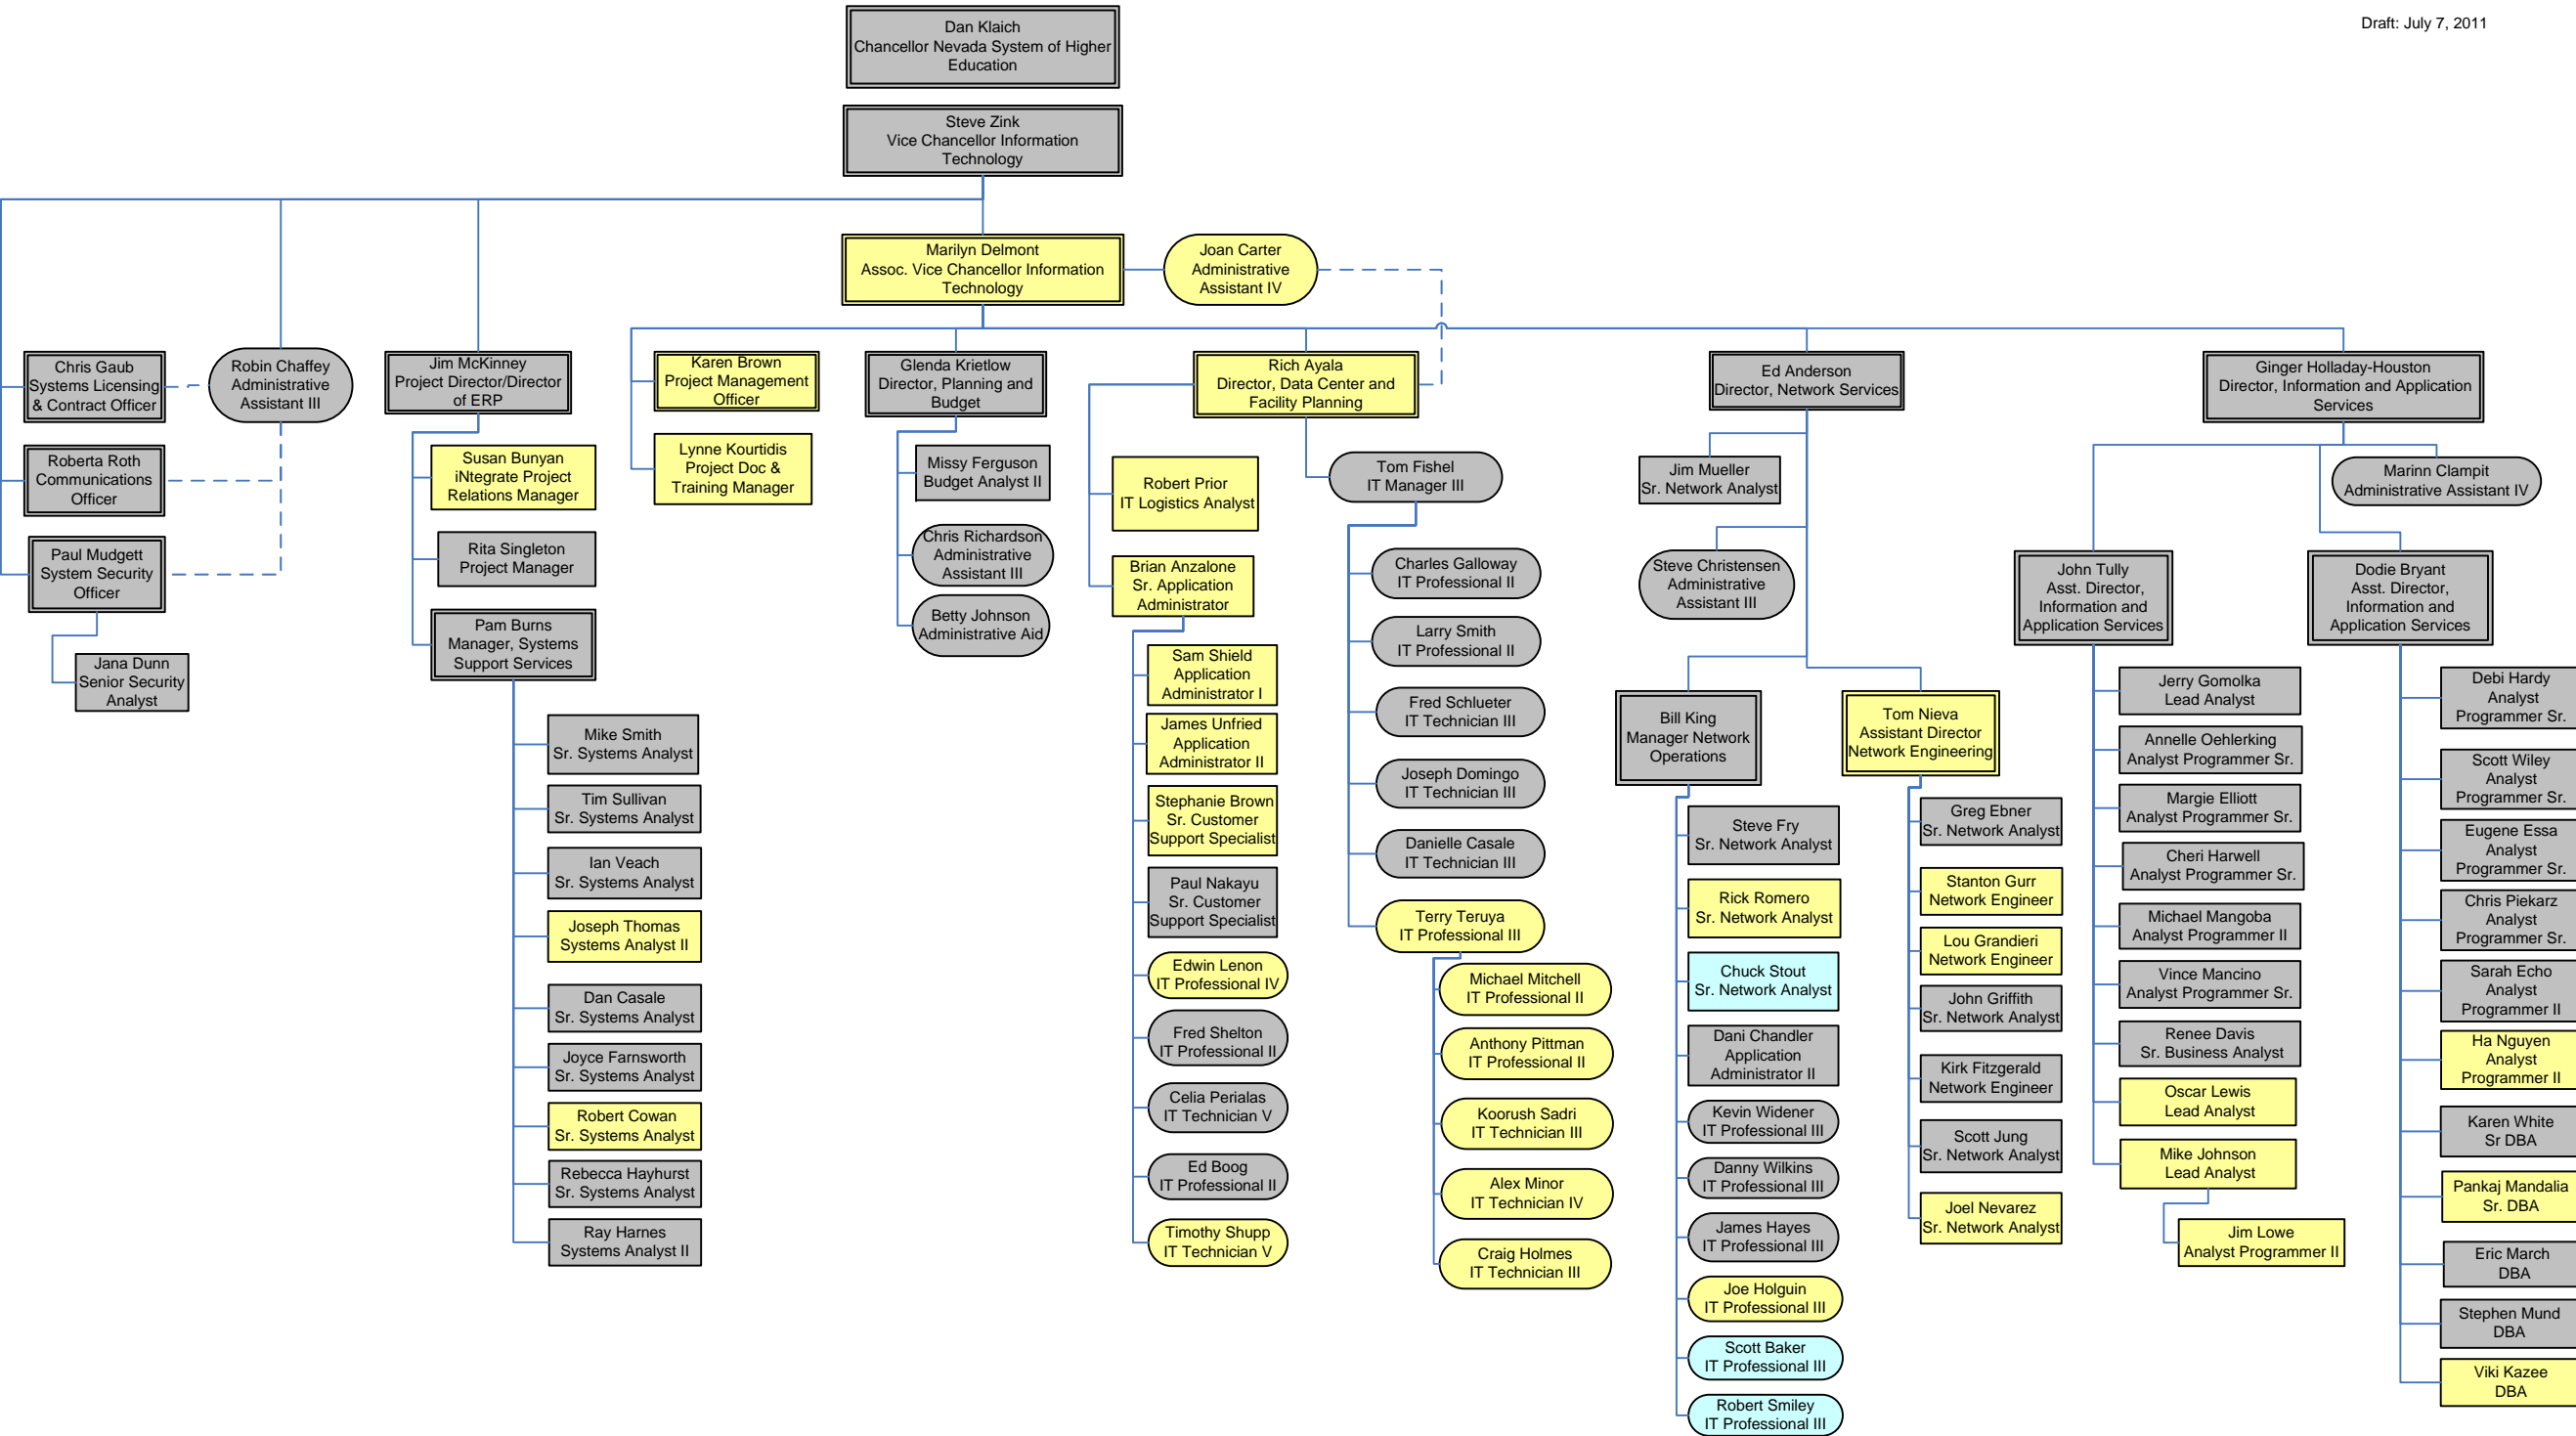 Draft: July 7, 2011
Dan Klaich
Chancellor Nevada System of Higher
Education
Steve Zink
Vice Chancellor Information
Technology
Marilyn Delmont
Assoc. Vice Chancellor Information
Technology
Joan Carter
Administrative
Assistant IV
Chris Gaub
Systems Licensing
& Contract Officer
Robin Chaffey
Administrative
Assistant III
Roberta Roth
Communications
Officer
Paul Mudgett
System Security
Officer
Jana Dunn
Senior Security
Analyst
Jim McKinney
Project Director/Director
of ERP
Susan Bunyan
iNtegrate Project
Relations Manager
Rita Singleton
Project Manager
Pam Burns
Manager, Systems
Support Services
Mike Smith
Sr. Systems Analyst
Tim Sullivan
Sr. Systems Analyst
Ian Veach
Sr. Systems Analyst
Joseph Thomas
Systems Analyst II
Dan Casale
Sr. Systems Analyst
Joyce Farnsworth
Sr. Systems Analyst
Robert Cowan
Sr. Systems Analyst
Rebecca Hayhurst
Sr. Systems Analyst
Ray Harnes
Systems Analyst II
Karen Brown
Project Management
Officer
Lynne Kourtidis
Project Doc &
Training Manager
Glenda Krietlow
Director, Planning and
Budget
Missy Ferguson
Budget Analyst II
Chris Richardson
Administrative
Assistant III
Betty Johnson
Administrative Aid
Rich Ayala
Director, Data Center and
Facility Planning
Robert Prior
IT Logistics Analyst
Brian Anzalone
Sr. Application
Administrator
Sam Shield
Application
Administrator I
James Unfried
Application
Administrator II
Stephanie Brown
Sr. Customer
Support Specialist
Paul Nakayu
Sr. Customer
Support Specialist
Edwin Lenon
IT Professional IV
Fred Shelton
IT Professional II
Celia Perialas
IT Technician V
Ed Boog
IT Professional II
Timothy Shupp
IT Technician V
Tom Fishel
IT Manager III
Charles Galloway
IT Professional II
Larry Smith
IT Professional II
Fred Schlueter
IT Technician III
Joseph Domingo
IT Technician III
Danielle Casale
IT Technician III
Terry Teruya
IT Professional III
Michael Mitchell
IT Professional II
Anthony Pittman
IT Professional II
Koorush Sadri
IT Technician III
Alex Minor
IT Technician IV
Craig Holmes
IT Technician III
Ed Anderson
Director, Network Services
Jim Mueller
Sr. Network Analyst
Steve Christensen
Administrative
Assistant III
Bill King
Manager Network
Operations
Steve Fry
Sr. Network Analyst
Rick Romero
Sr. Network Analyst
Chuck Stout
Sr. Network Analyst
Dani Chandler
Application
Administrator II
Kevin Widener
IT Professional III
Danny Wilkins
IT Professional III
James Hayes
IT Professional III
Joe Holguin
IT Professional III
Scott Baker
IT Professional III
Robert Smiley
IT Professional III
Tom Nieva
Assistant Director
Network Engineering
Greg Ebner
Sr. Network Analyst
Stanton Gurr
Network Engineer
Lou Grandieri
Network Engineer
John Griffith
Sr. Network Analyst
Kirk Fitzgerald
Network Engineer
Scott Jung
Sr. Network Analyst
Joel Nevarez
Sr. Network Analyst
Ginger Holladay-Houston
Director, Information and Application
Services
Marinn Clampit
Administrative Assistant IV
John Tully
Asst. Director,
Information and
Application Services
Jerry Gomolka
Lead Analyst
Annelle Oehlerking
Analyst Programmer Sr.
Margie Elliott
Analyst Programmer Sr.
Cheri Harwell
Analyst Programmer Sr.
Michael Mangoba
Analyst Programmer II
Vince Mancino
Analyst Programmer Sr.
Renee Davis
Sr. Business Analyst
Oscar Lewis
Lead Analyst
Mike Johnson
Lead Analyst
Jim Lowe
Analyst Programmer II
Dodie Bryant
Asst. Director,
Information and
Application Services
Debi Hardy
Analyst
Programmer Sr.
Scott Wiley
Analyst
Programmer Sr.
Eugene Essa
Analyst
Programmer Sr.
Chris Piekarz
Analyst
Programmer Sr.
Sarah Echo
Analyst
Programmer II
Ha Nguyen
Analyst
Programmer II
Karen White
Sr DBA
Pankaj Mandalia
Sr. DBA
Eric March
DBA
Stephen Mund
DBA
Viki Kazee
DBA